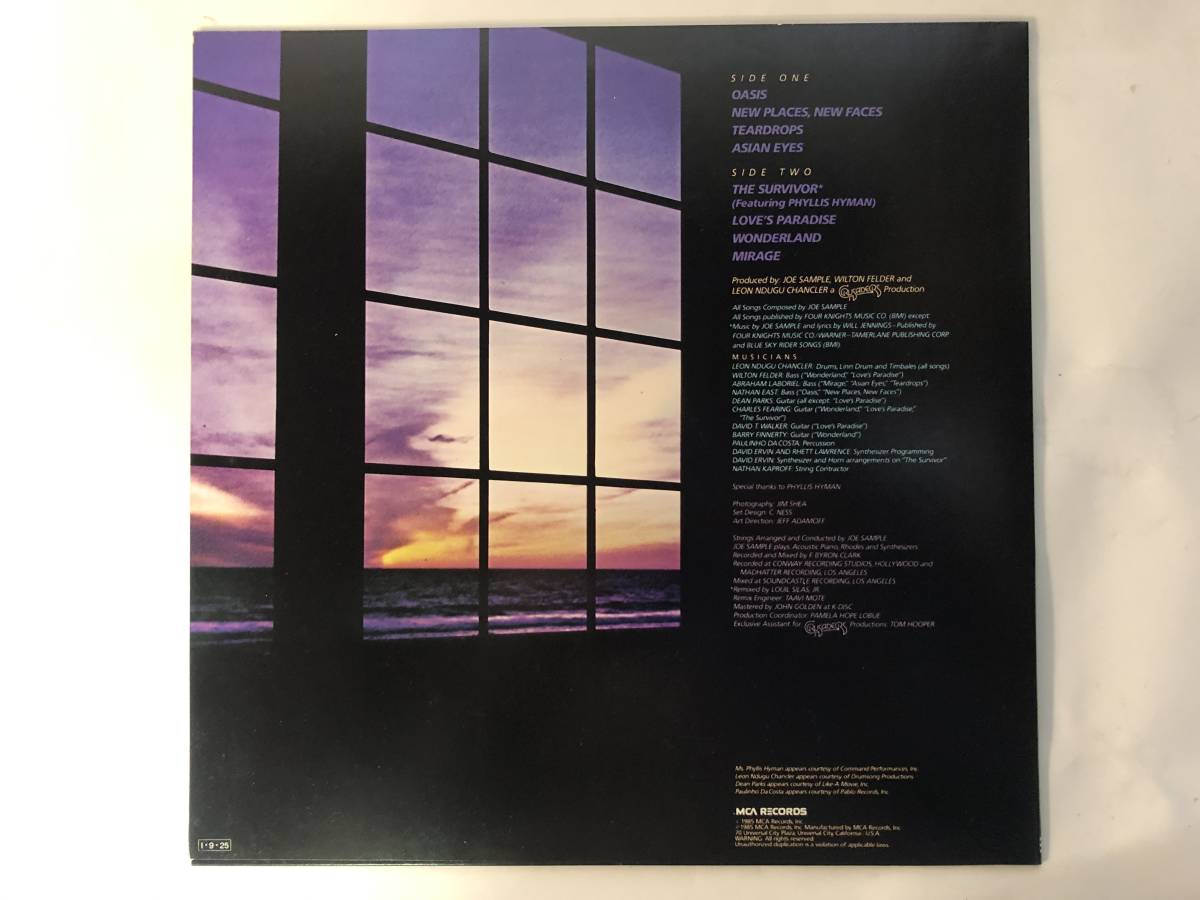 SIDE ONE
OASIS
NEW PLACES, NEW FACES
TEARDROPS
ASIAN EYES
SIDE TWO
THE SURVIVOR*
(Featuring PHYLLIS HYMAN)
LOVE'S PARADISE
WONDERLAND
MIRAGE
Produced by: JOE SAMPLE, WILTON FELDER and
LEON NDUGU CHANCLER a CRUSADERS Production
All Songs Composed by JOE SAMPLE
All Songs published by FOUR KNIGHTS MUSIC CO. (BMI) except:
*Music by JOE SAMPLE and lyrics by WILL JENNINGS–Published by
FOUR KNIGHTS MUSIC CO./WARNER–TAMERLANE PUBLISHING CORP
and BLUE SKY RIDER SONGS (BMI)
MUSICIANS
LEON NDUGU CHANCLER: Drums, Linn Drum and Timbales (all songs)
WILTON FELDER: Bass ("Wonderland," "Love's Paradise")
ABRAHAM LABORIEL: Bass ("Mirage," "Asian Eyes," "Teardrops")
NATHAN EAST: Bass ("Oasis," "New Places, New Faces")
DEAN PARKS: Guitar (all except: "Love's Paradise")
CHARLES FEARING: Guitar ("Wonderland," "Love's Paradise,"
"The Survivor")
DAVID T. WALKER: Guitar ("Love's Paradise")
BARRY FINNERTY: Guitar ("Wonderland")
PAULINHO DA COSTA: Percussion
DAVID ERVIN AND RHETT LAWRENCE: Synthesizer Programming
DAVID ERVIN: Synthesizer and Horn arrangements on "The Survivor"
NATHAN KAPROFF: String Contractor
Special thanks to PHYLLIS HYMAN
Photography: JIM SHEA
Set Design: C. NESS
Art Direction: JEFF ADAMOFF
Strings Arranged and Conducted by JOE SAMPLE
JOE SAMPLE plays: Acoustic Piano, Rhodes and Synthesizers
Recorded and Mixed by F. BYRON CLARK
Recorded at CONWAY RECORDING STUDIOS, HOLLYWOOD and
MADHATTER RECORDING, LOS ANGELES
Mixed at SOUNDCASTLE RECORDING, LOS ANGELES
*Remixed by LOUIL SILAS, JR.
Remix Engineer: TAAVI MOTE
Mastered by JOHN GOLDEN at K-DISC
Production Coordinator: PAMELA HOPE LOBUE
Exclusive Assistant for CRUSADERS Productions: TOM HOOPER
Ms. Phyllis Hyman appears courtesy of Command Performances, Inc.
Leon Ndugu Chancler appears courtesy of Drumsong Productions
Dean Parks appears courtesy of Like-A Movie, Inc.
Paulinho DaCosta appears courtesy of Pablo Records, Inc.
MCA RECORDS
© 1985 MCA Records, Inc.
℗ 1985 MCA Records, Inc. Manufactured by MCA Records, Inc.
70 Universal City Plaza, Universal City, California - U.S.A.
WARNING: All rights reserved.
Unauthorized duplication is a violation of applicable laws.
1•9•25